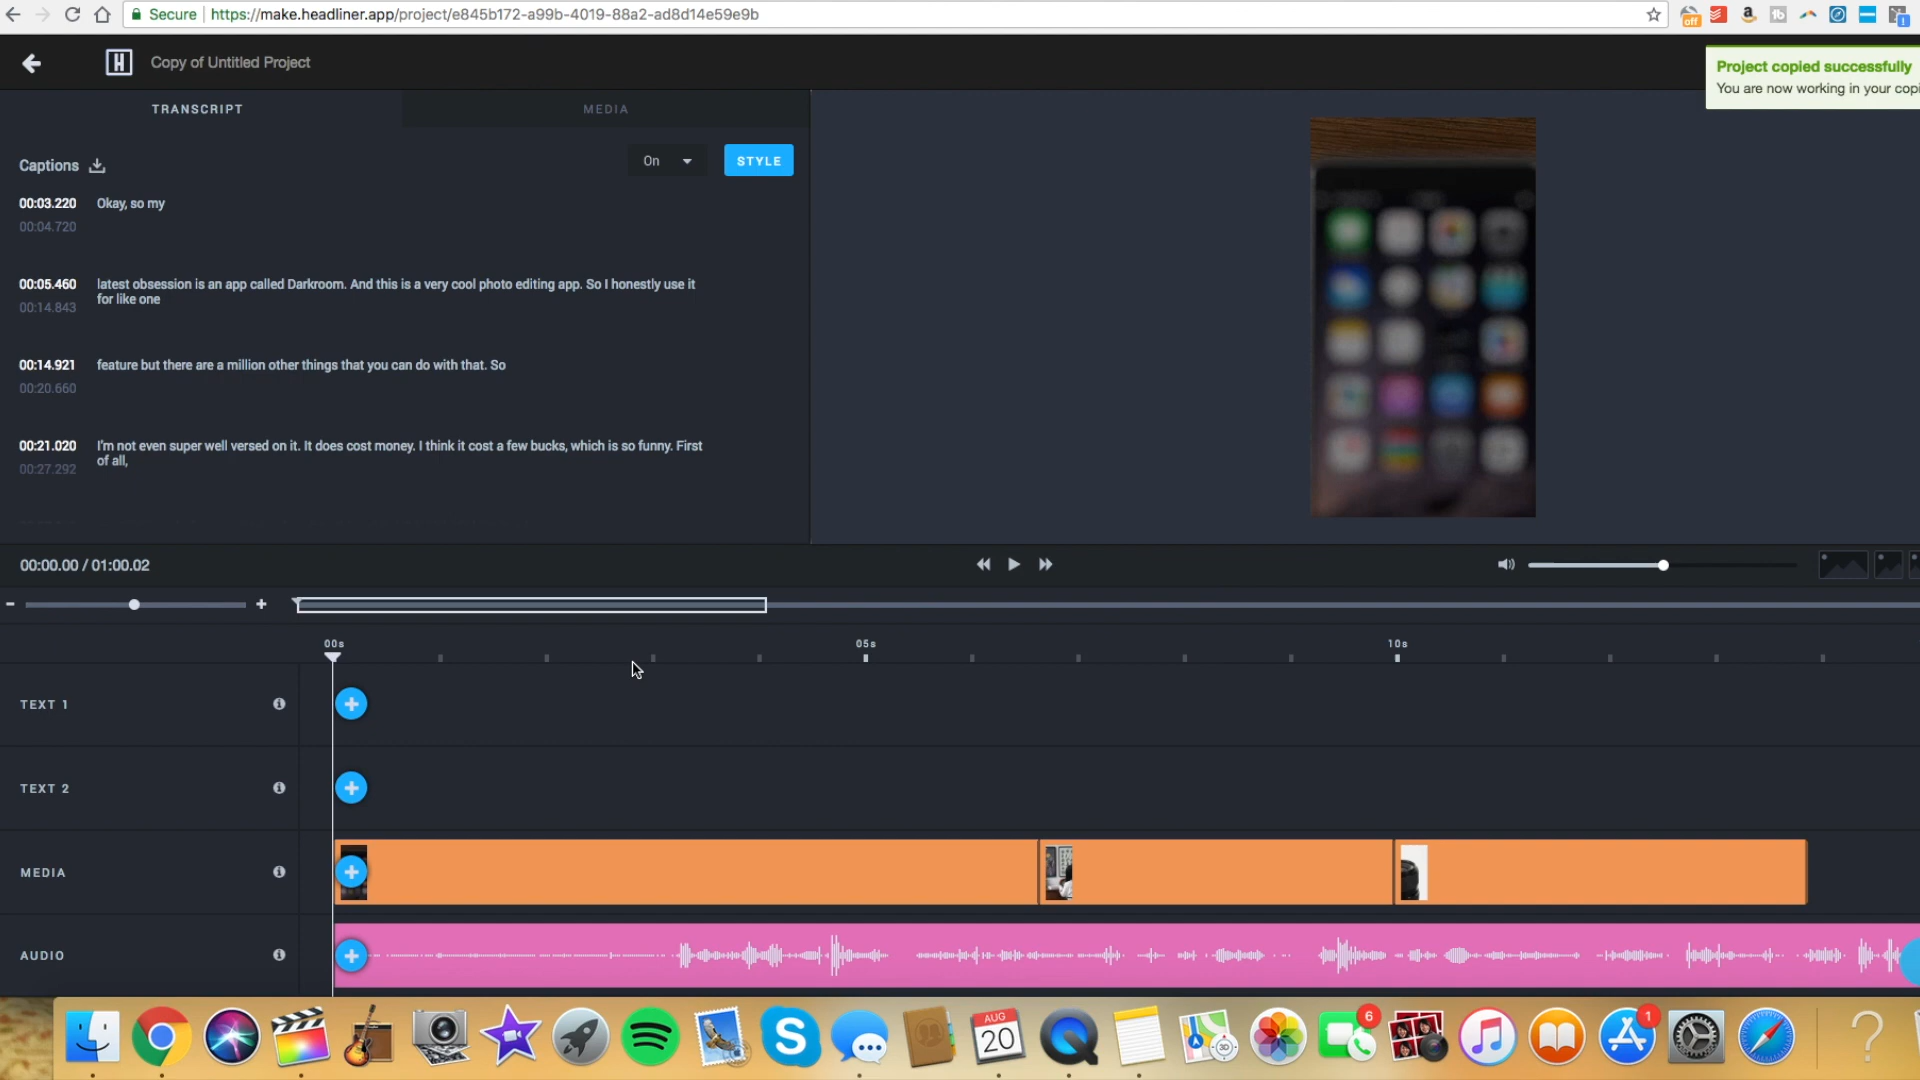 Secure https://make.headliner.app/project/e845b172-a99b-4019-88a2-ad8d14e59e9b
off
H Copy of Untitled Project
Project copied successfully
You are now working in your copi
TRANSCRIPT MEDIA
Captions On STYLE
00:03.220 Okay, so my
00:04.720
00:05.460 latest obsession is an app called Darkroom. And this is a very cool photo editing app. So I honestly use it
for like one
00:14.843
00:14.921 feature but there are a million other things that you can do with that. So
00:20.660
00:21.020 I'm not even super well versed on it. It does cost money. I think it cost a few bucks, which is so funny. First
of all,
00:27.292
00:00.00 / 01:00.02
00s 05s 10s
TEXT 1
TEXT 2
MEDIA
AUDIO
AUG
20
3D
6
1